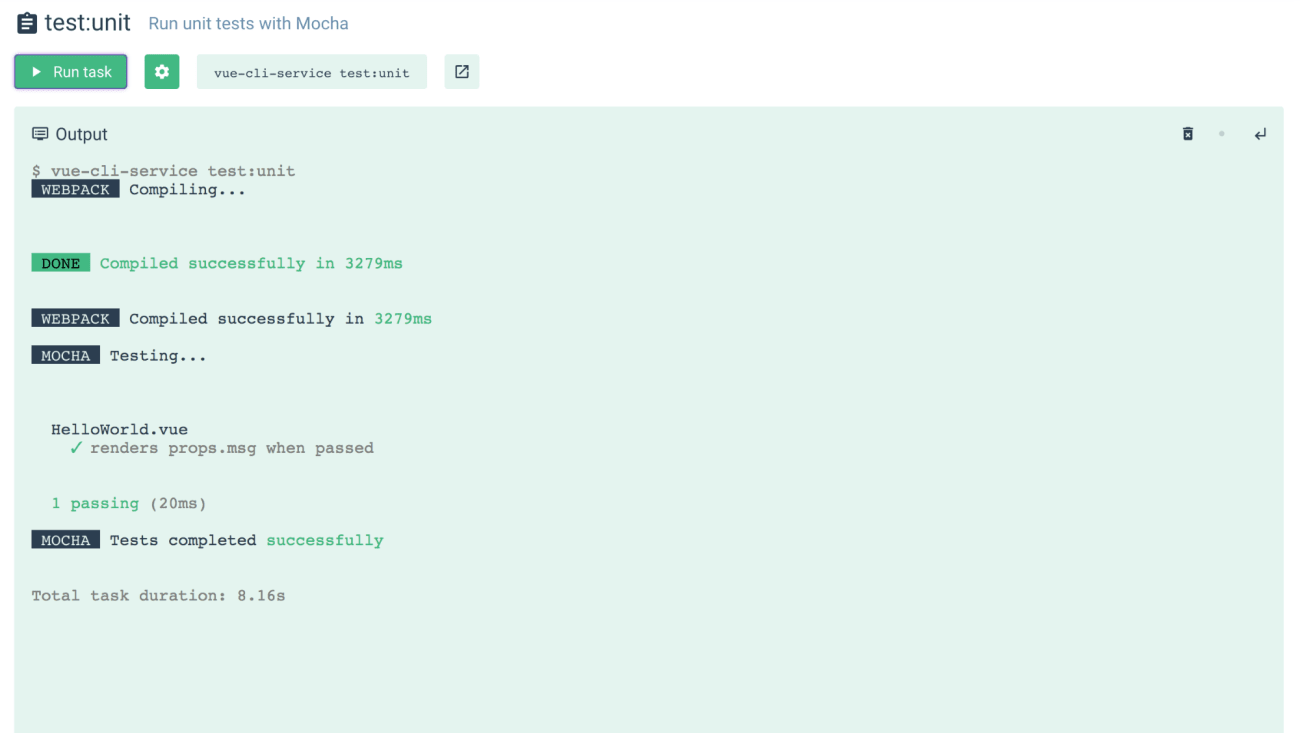 test:unit Run unit tests with Mocha
Run task vue-cli-service test:unit
Output
$ vue-cli-service test:unit
WEBPACK Compiling...
DONE Compiled successfully in 3279ms
WEBPACK Compiled successfully in 3279ms
MOCHA Testing...
HelloWorld.vue
✓ renders props.msg when passed
1 passing (20ms)
MOCHA Tests completed successfully
Total task duration: 8.16s